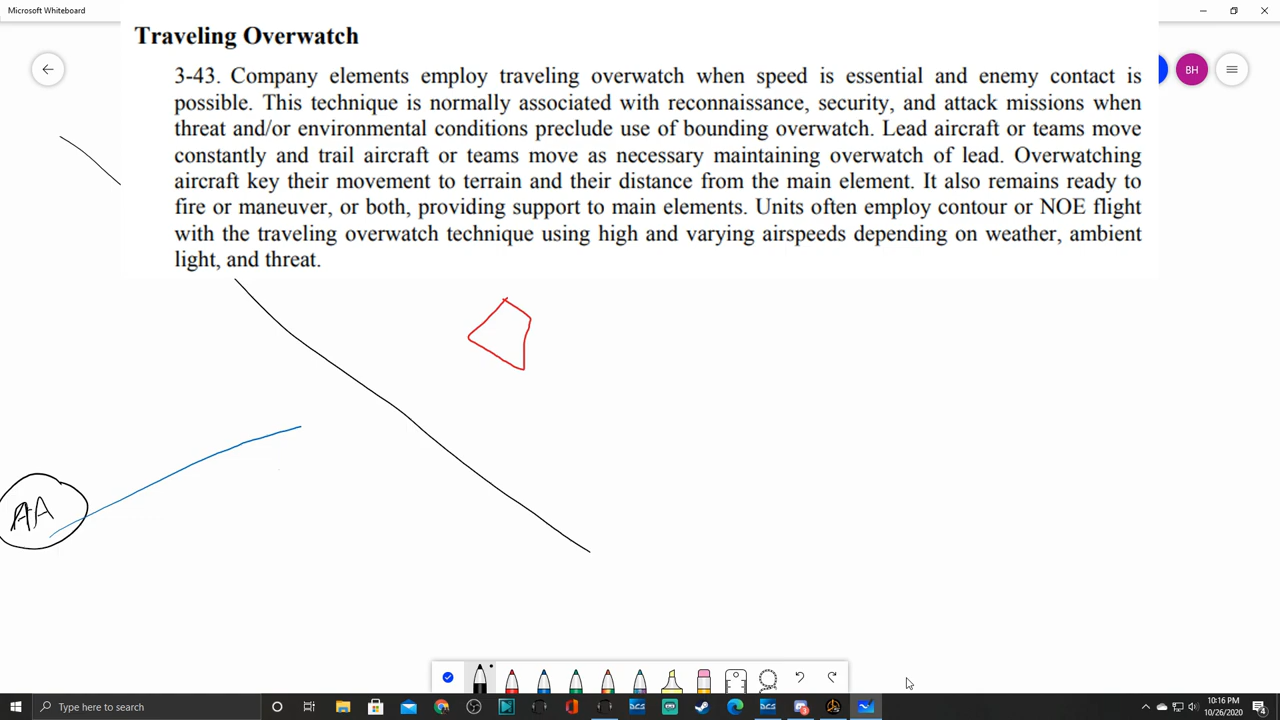 Microsoft Whiteboard
Traveling Overwatch
3-43. Company elements employ traveling overwatch when speed is essential and enemy contact is
possible. This technique is normally associated with reconnaissance, security, and attack missions when
threat and/or environmental conditions preclude use of bounding overwatch. Lead aircraft or teams move
constantly and trail aircraft or teams move as necessary maintaining overwatch of lead. Overwatching
aircraft key their movement to terrain and their distance from the main element. It also remains ready to
fire or maneuver, or both, providing support to main elements. Units often employ contour or NOE flight
with the traveling overwatch technique using high and varying airspeeds depending on weather, ambient
light, and threat.
BH
AA
Type here to search
DCS
DCS
10:16 PM
10/26/2020
4